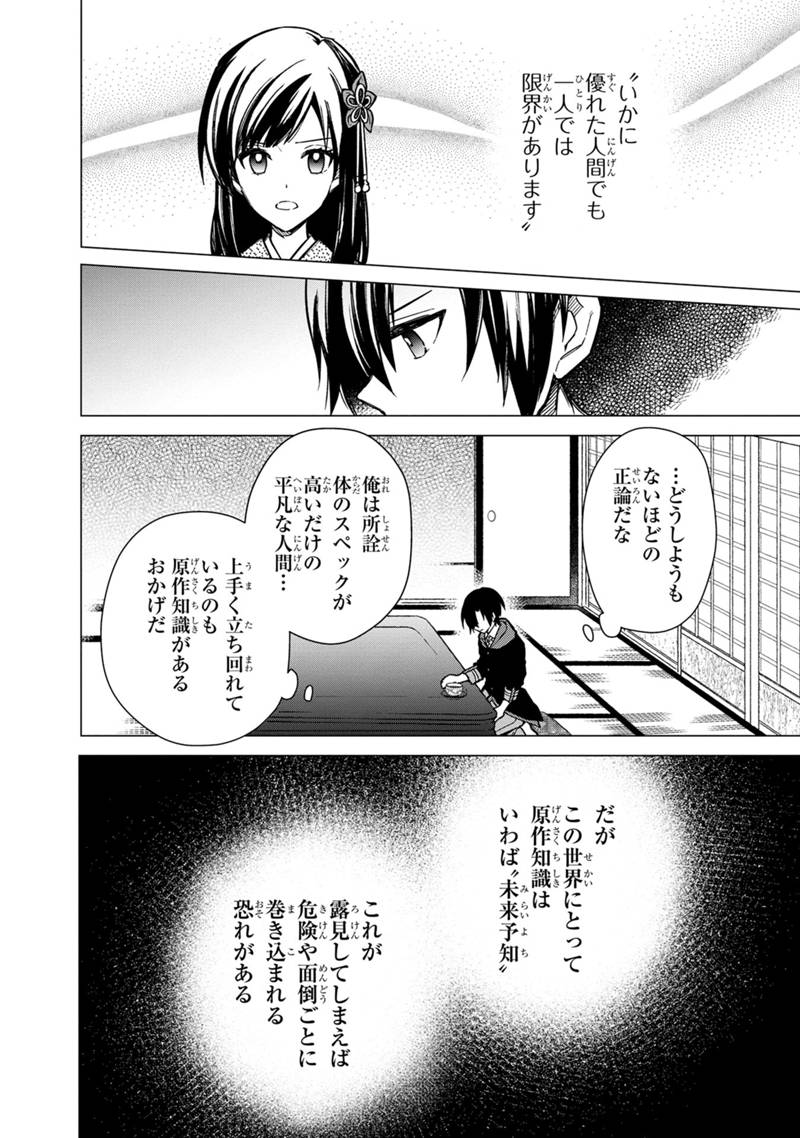 〝いかに
優れた人間でも
一人では
限界があります〟
…どうしようも
ないほどの
正論だな
俺は所詮
体のスペックが
高いだけの
平凡な人間…
上手く立ち回れて
いるのも
原作知識がある
おかげだ
だが
この世界にとって
原作知識は
いわば〝未来予知〟
これが
露見してしまえば
危険や面倒ごとに
巻き込まれる
恐れがある